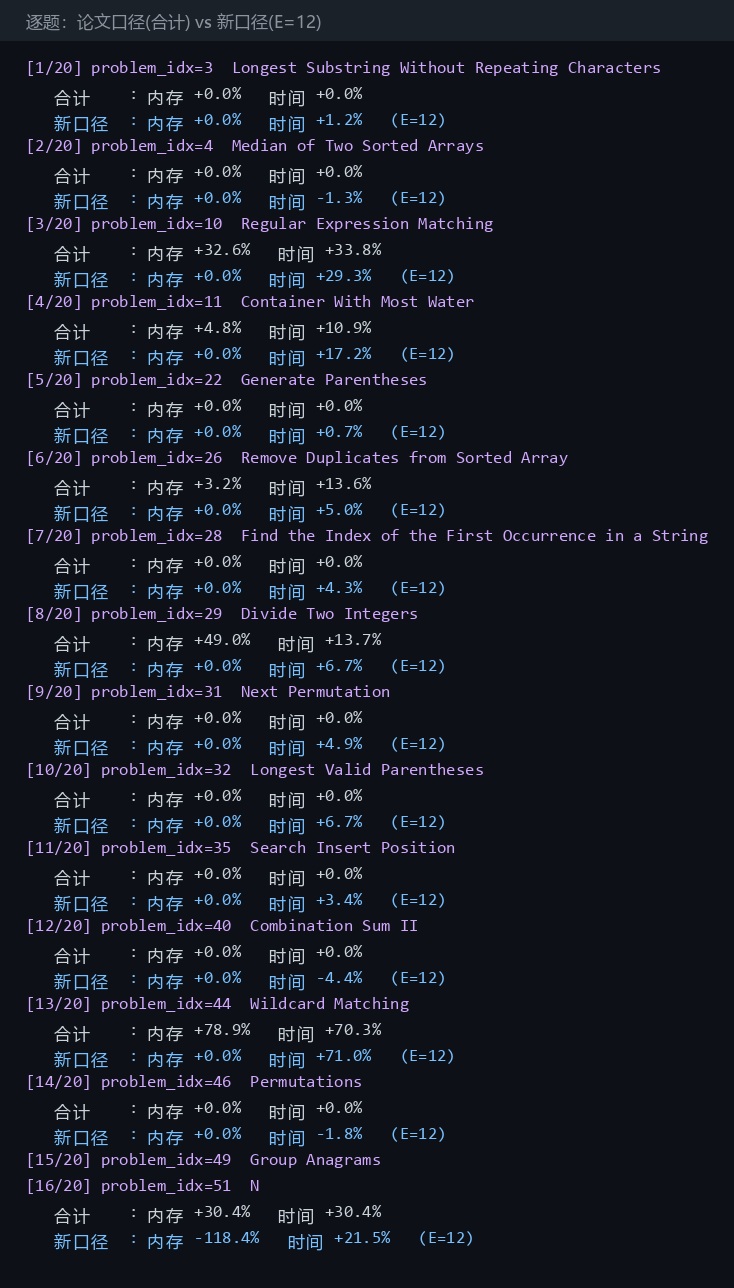 逐题: 论文口径(合计) vs 新口径(E=12)
[1/20] problem_idx=3  Longest Substring Without Repeating Characters
合计    : 内存 +0.0%   时间 +0.0%
新口径  : 内存 +0.0%   时间 +1.2%   (E=12)
[2/20] problem_idx=4  Median of Two Sorted Arrays
合计    : 内存 +0.0%   时间 +0.0%
新口径  : 内存 +0.0%   时间 -1.3%   (E=12)
[3/20] problem_idx=10  Regular Expression Matching
合计    : 内存 +32.6%   时间 +33.8%
新口径  : 内存 +0.0%   时间 +29.3%   (E=12)
[4/20] problem_idx=11  Container With Most Water
合计    : 内存 +4.8%   时间 +10.9%
新口径  : 内存 +0.0%   时间 +17.2%   (E=12)
[5/20] problem_idx=22  Generate Parentheses
合计    : 内存 +0.0%   时间 +0.0%
新口径  : 内存 +0.0%   时间 +0.7%   (E=12)
[6/20] problem_idx=26  Remove Duplicates from Sorted Array
合计    : 内存 +3.2%   时间 +13.6%
新口径  : 内存 +0.0%   时间 +5.0%   (E=12)
[7/20] problem_idx=28  Find the Index of the First Occurrence in a String
合计    : 内存 +0.0%   时间 +0.0%
新口径  : 内存 +0.0%   时间 +4.3%   (E=12)
[8/20] problem_idx=29  Divide Two Integers
合计    : 内存 +49.0%   时间 +13.7%
新口径  : 内存 +0.0%   时间 +6.7%   (E=12)
[9/20] problem_idx=31  Next Permutation
合计    : 内存 +0.0%   时间 +0.0%
新口径  : 内存 +0.0%   时间 +4.9%   (E=12)
[10/20] problem_idx=32  Longest Valid Parentheses
合计    : 内存 +0.0%   时间 +0.0%
新口径  : 内存 +0.0%   时间 +6.7%   (E=12)
[11/20] problem_idx=35  Search Insert Position
合计    : 内存 +0.0%   时间 +0.0%
新口径  : 内存 +0.0%   时间 +3.4%   (E=12)
[12/20] problem_idx=40  Combination Sum II
合计    : 内存 +0.0%   时间 +0.0%
新口径  : 内存 +0.0%   时间 -4.4%   (E=12)
[13/20] problem_idx=44  Wildcard Matching
合计    : 内存 +78.9%   时间 +70.3%
新口径  : 内存 +0.0%   时间 +71.0%   (E=12)
[14/20] problem_idx=46  Permutations
合计    : 内存 +0.0%   时间 +0.0%
新口径  : 内存 +0.0%   时间 -1.8%   (E=12)
[15/20] problem_idx=49  Group Anagrams
[16/20] problem_idx=51  N
合计    : 内存 +30.4%   时间 +30.4%
新口径  : 内存 -118.4%   时间 +21.5%   (E=12)